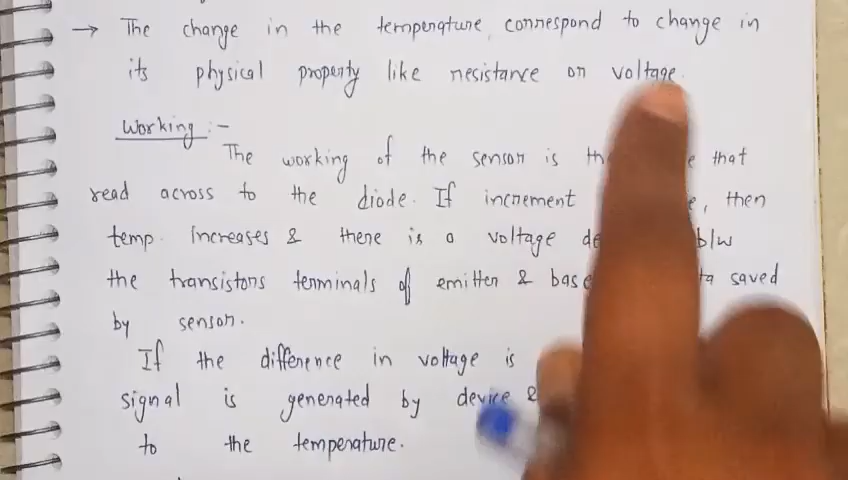 → The change in the temperature correspond to change in
its physical property like resistance or voltage.
Working :-
The working of the sensor is that
read across to the diode. If increment , then
temp. increases & there is a voltage b/w
the transistors terminals of emitter & base saved
by sensor.
If the difference in voltage is
signal is generated by device &
to the temperature.